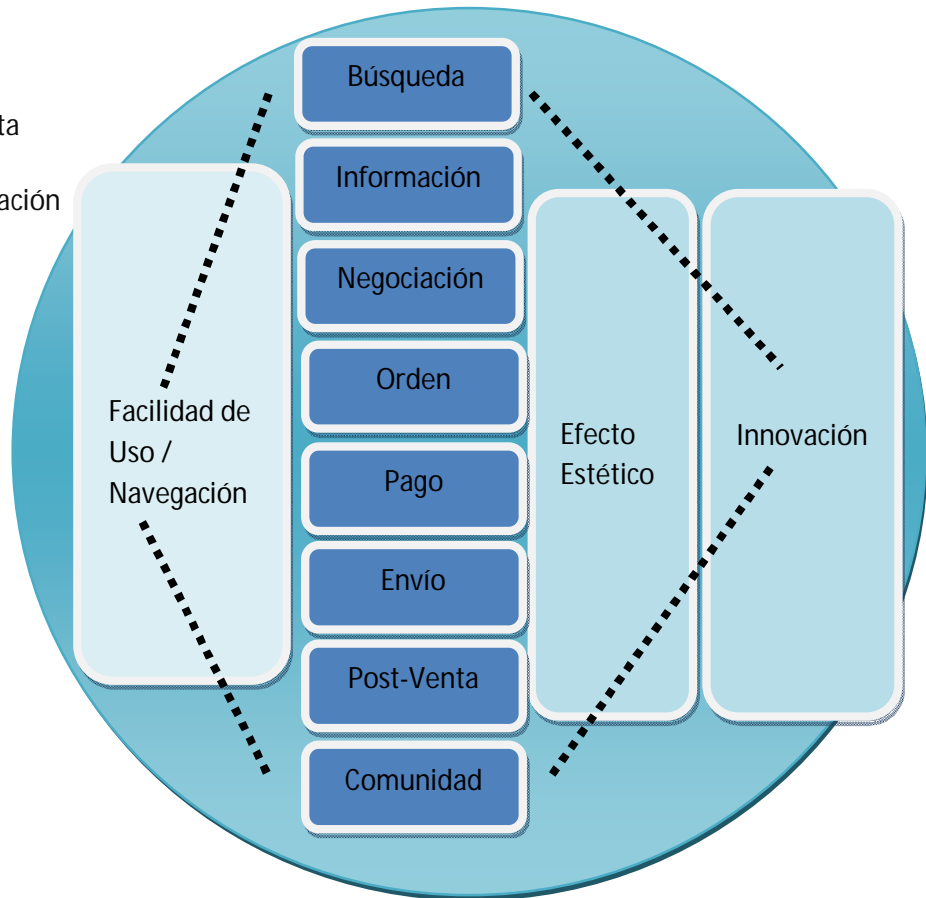 Búsqueda
ta
Información
ación
Negociación
Orden
Facilidad de
Uso /
Navegación
Efecto
Estético
Innovación
Pago
Envío
Post-Venta
Comunidad